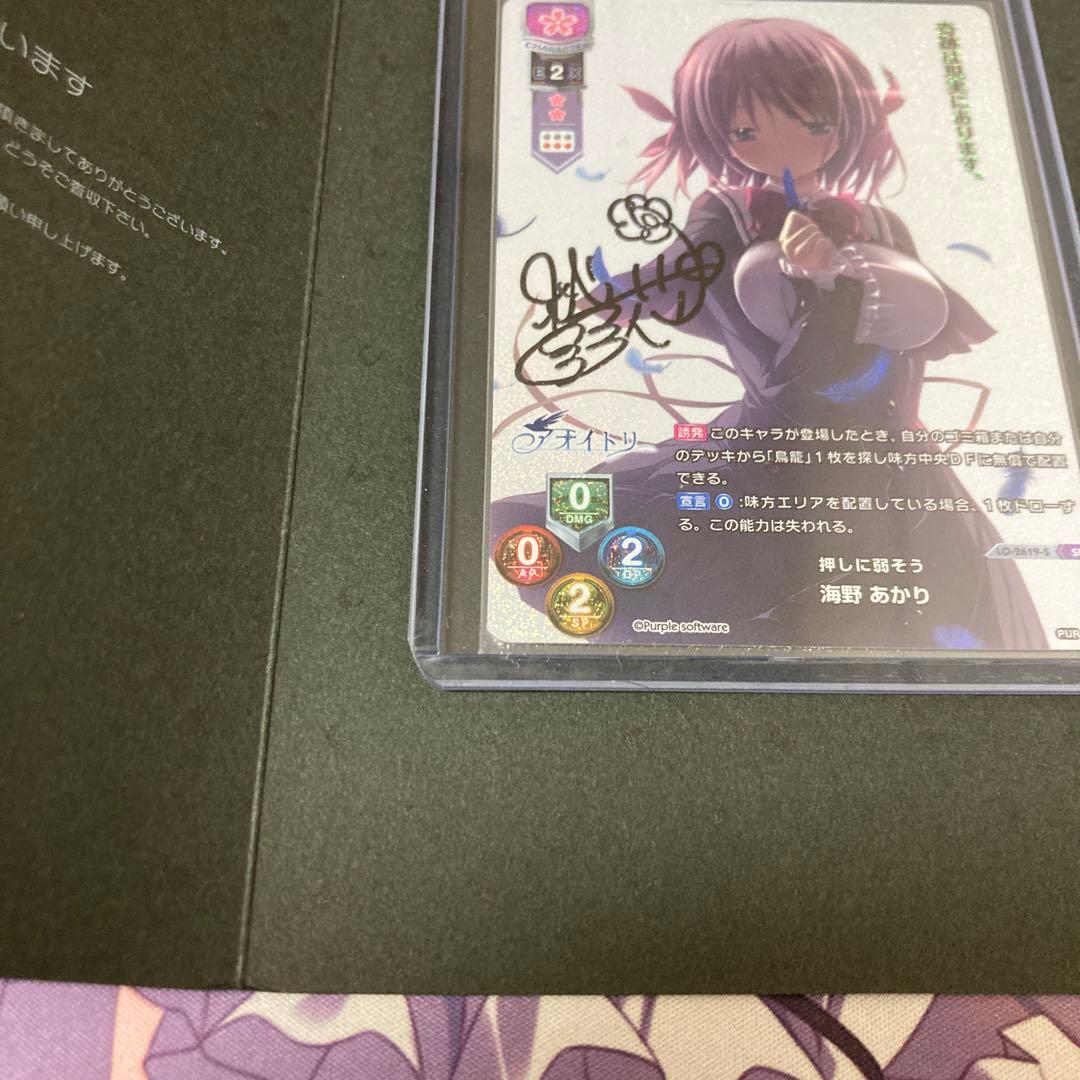 います
頂きましてありがとうございます。
どうぞご査収下さい。
願い申し上げます。
CHARACTER
EX 2
奇跡は現実にあります。
アオイトリ
誘発 このキャラが登場したとき、自分のゴミ箱または自分
のデッキから「鳥籠」1枚を探し味方中央DFに無償で配置
できる。
宣言 0 :味方エリアを配置している場合、1枚ドローす
る。この能力は失われる。
0
DMG
0
AP
2
DP
2
SP
LO-2619-S
押しに弱そう
海野 あかり
©Purple software
PUR